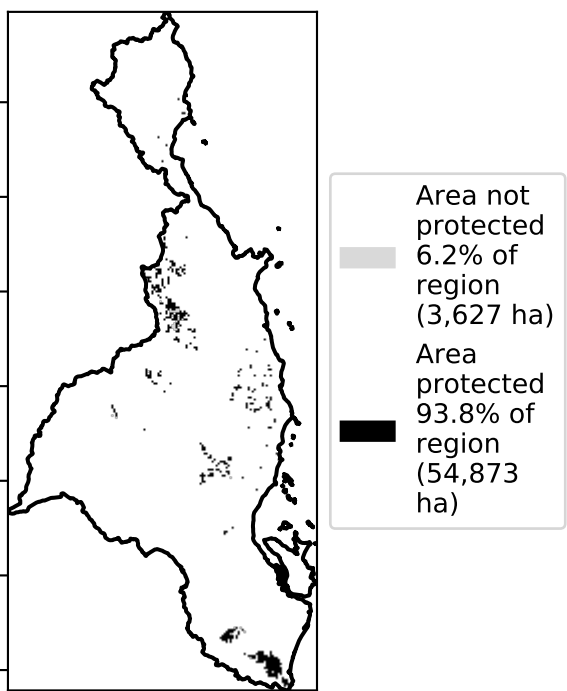 Area not
protected
6.2% of
region
(3,627 ha)
Area
protected
93.8% of
region
(54,873
ha)